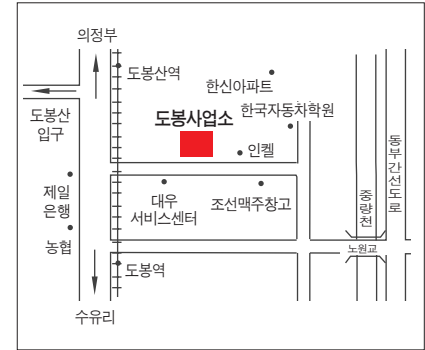 의정부
도봉산역
한신아파트
도봉산
입구
도봉사업소
한국자동차학원
인켈
제일
은행
대우
서비스센터
조선맥주창고
중랑천
동부간선도로
농협
노원교
도봉역
수유리